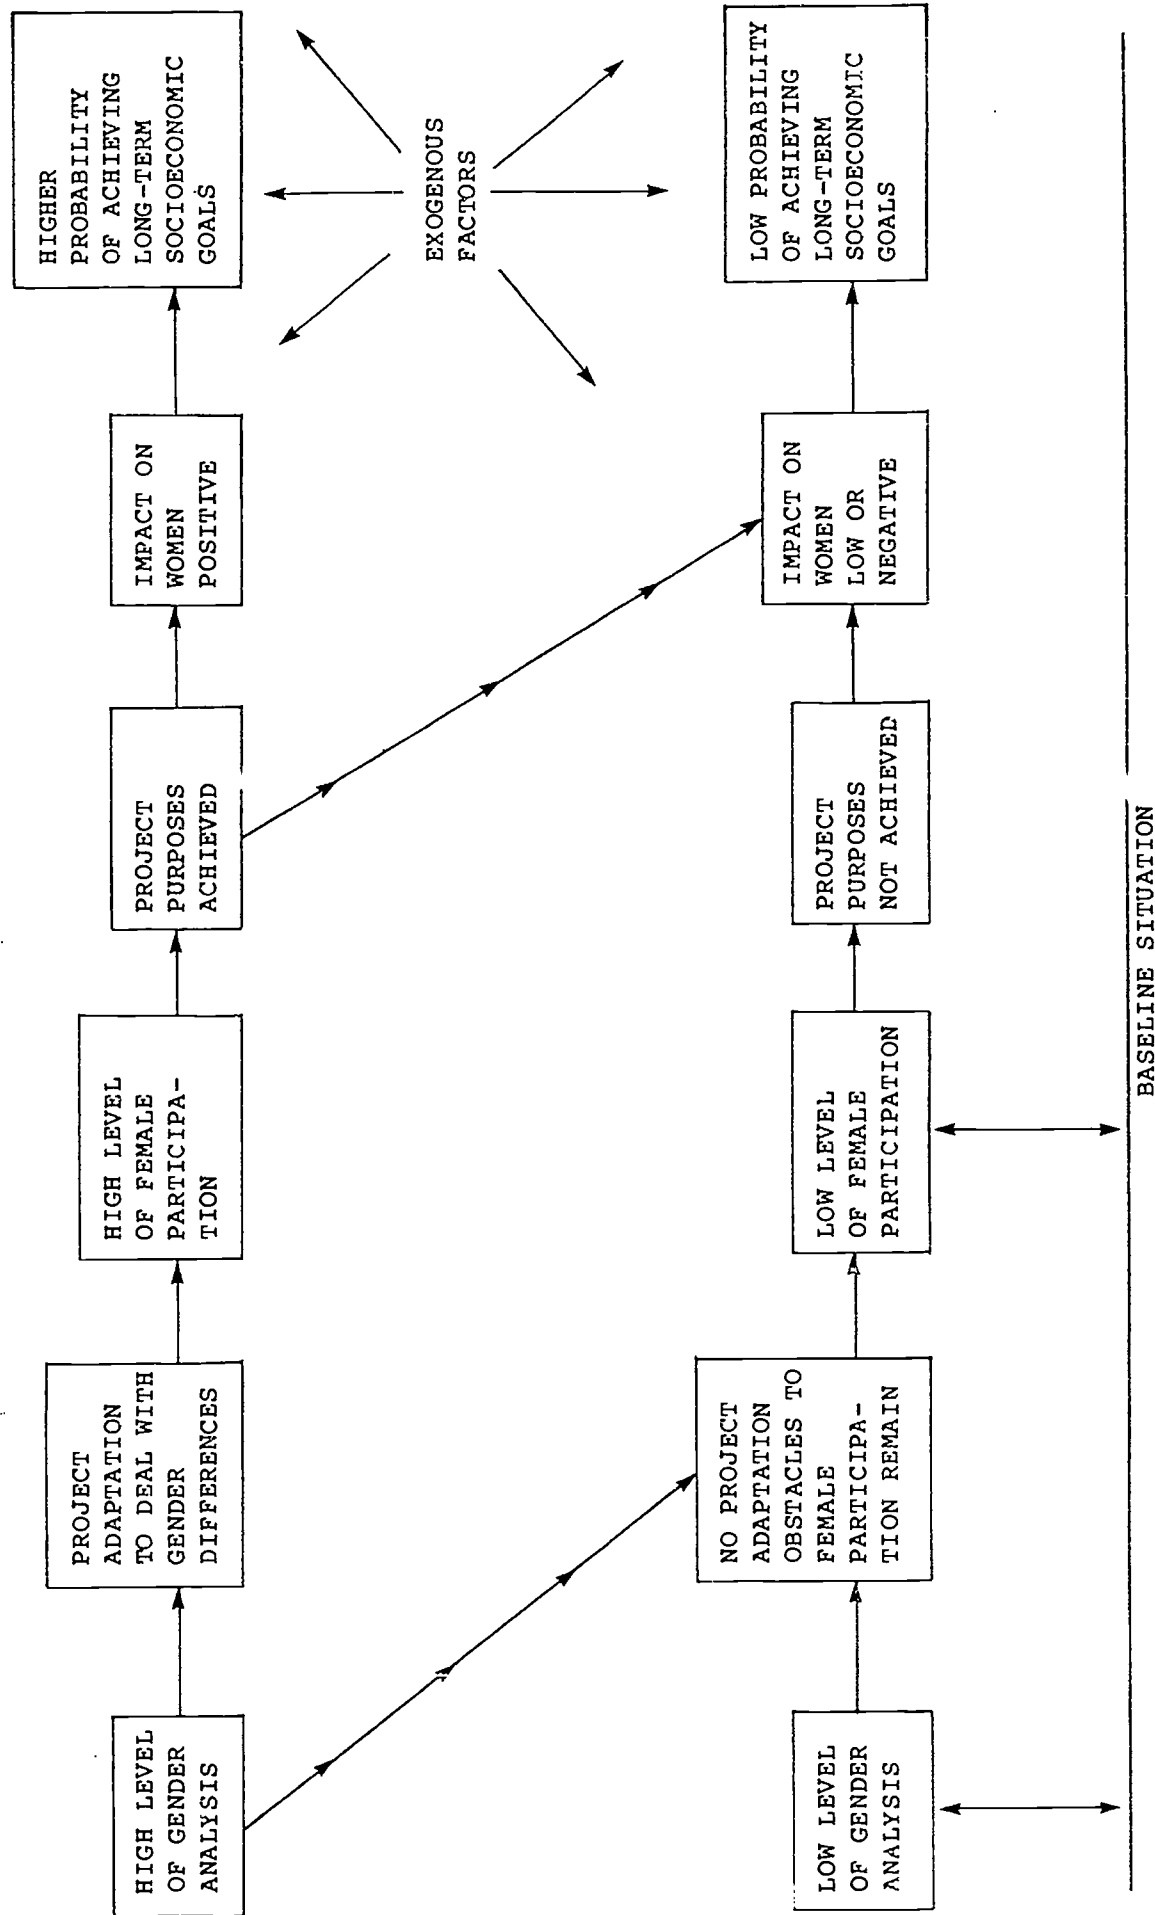 HIGH LEVEL
OF GENDER
ANALYSIS
PROJECT
ADAPTATION
TO DEAL WITH
GENDER
DIFFERENCES
HIGH LEVEL
OF FEMALE
PARTICIPA-
TION
PROJECT
PURPOSES
ACHIEVED
IMPACT ON
WOMEN
POSITIVE
HIGHER
PROBABILITY
OF ACHIEVING
LONG-TERM
SOCIOECONOMIC
GOALS
EXOGENOUS
FACTORS
LOW LEVEL
OF GENDER
ANALYSIS
NO PROJECT
ADAPTATION
OBSTACLES TO
FEMALE
PARTICIPA-
TION REMAIN
LOW LEVEL
OF FEMALE
PARTICIPATION
PROJECT
PURPOSES
NOT ACHIEVED
IMPACT ON
WOMEN
LOW OR
NEGATIVE
LOW PROBABILITY
OF ACHIEVING
LONG-TERM
SOCIOECONOMIC
GOALS
BASELINE SITUATION